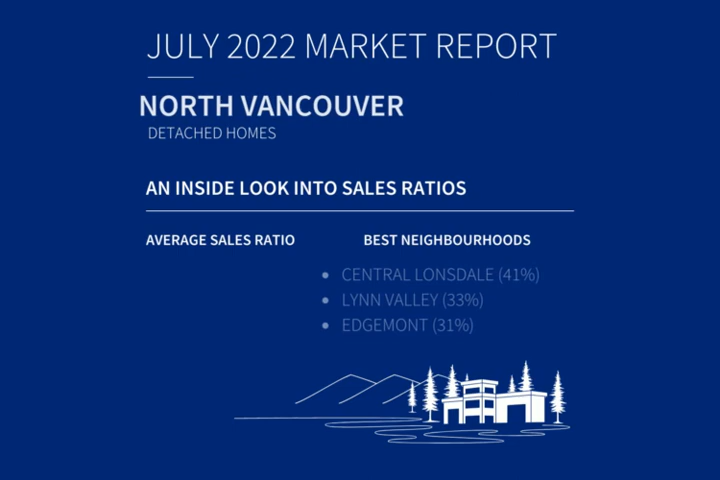 JULY 2022 MARKET REPORT
NORTH VANCOUVER
DETACHED HOMES
AN INSIDE LOOK INTO SALES RATIOS
AVERAGE SALES RATIO
BEST NEIGHBOURHOODS
• CENTRAL LONSDALE (41%)
• LYNN VALLEY (33%)
• EDGEMONT (31%)